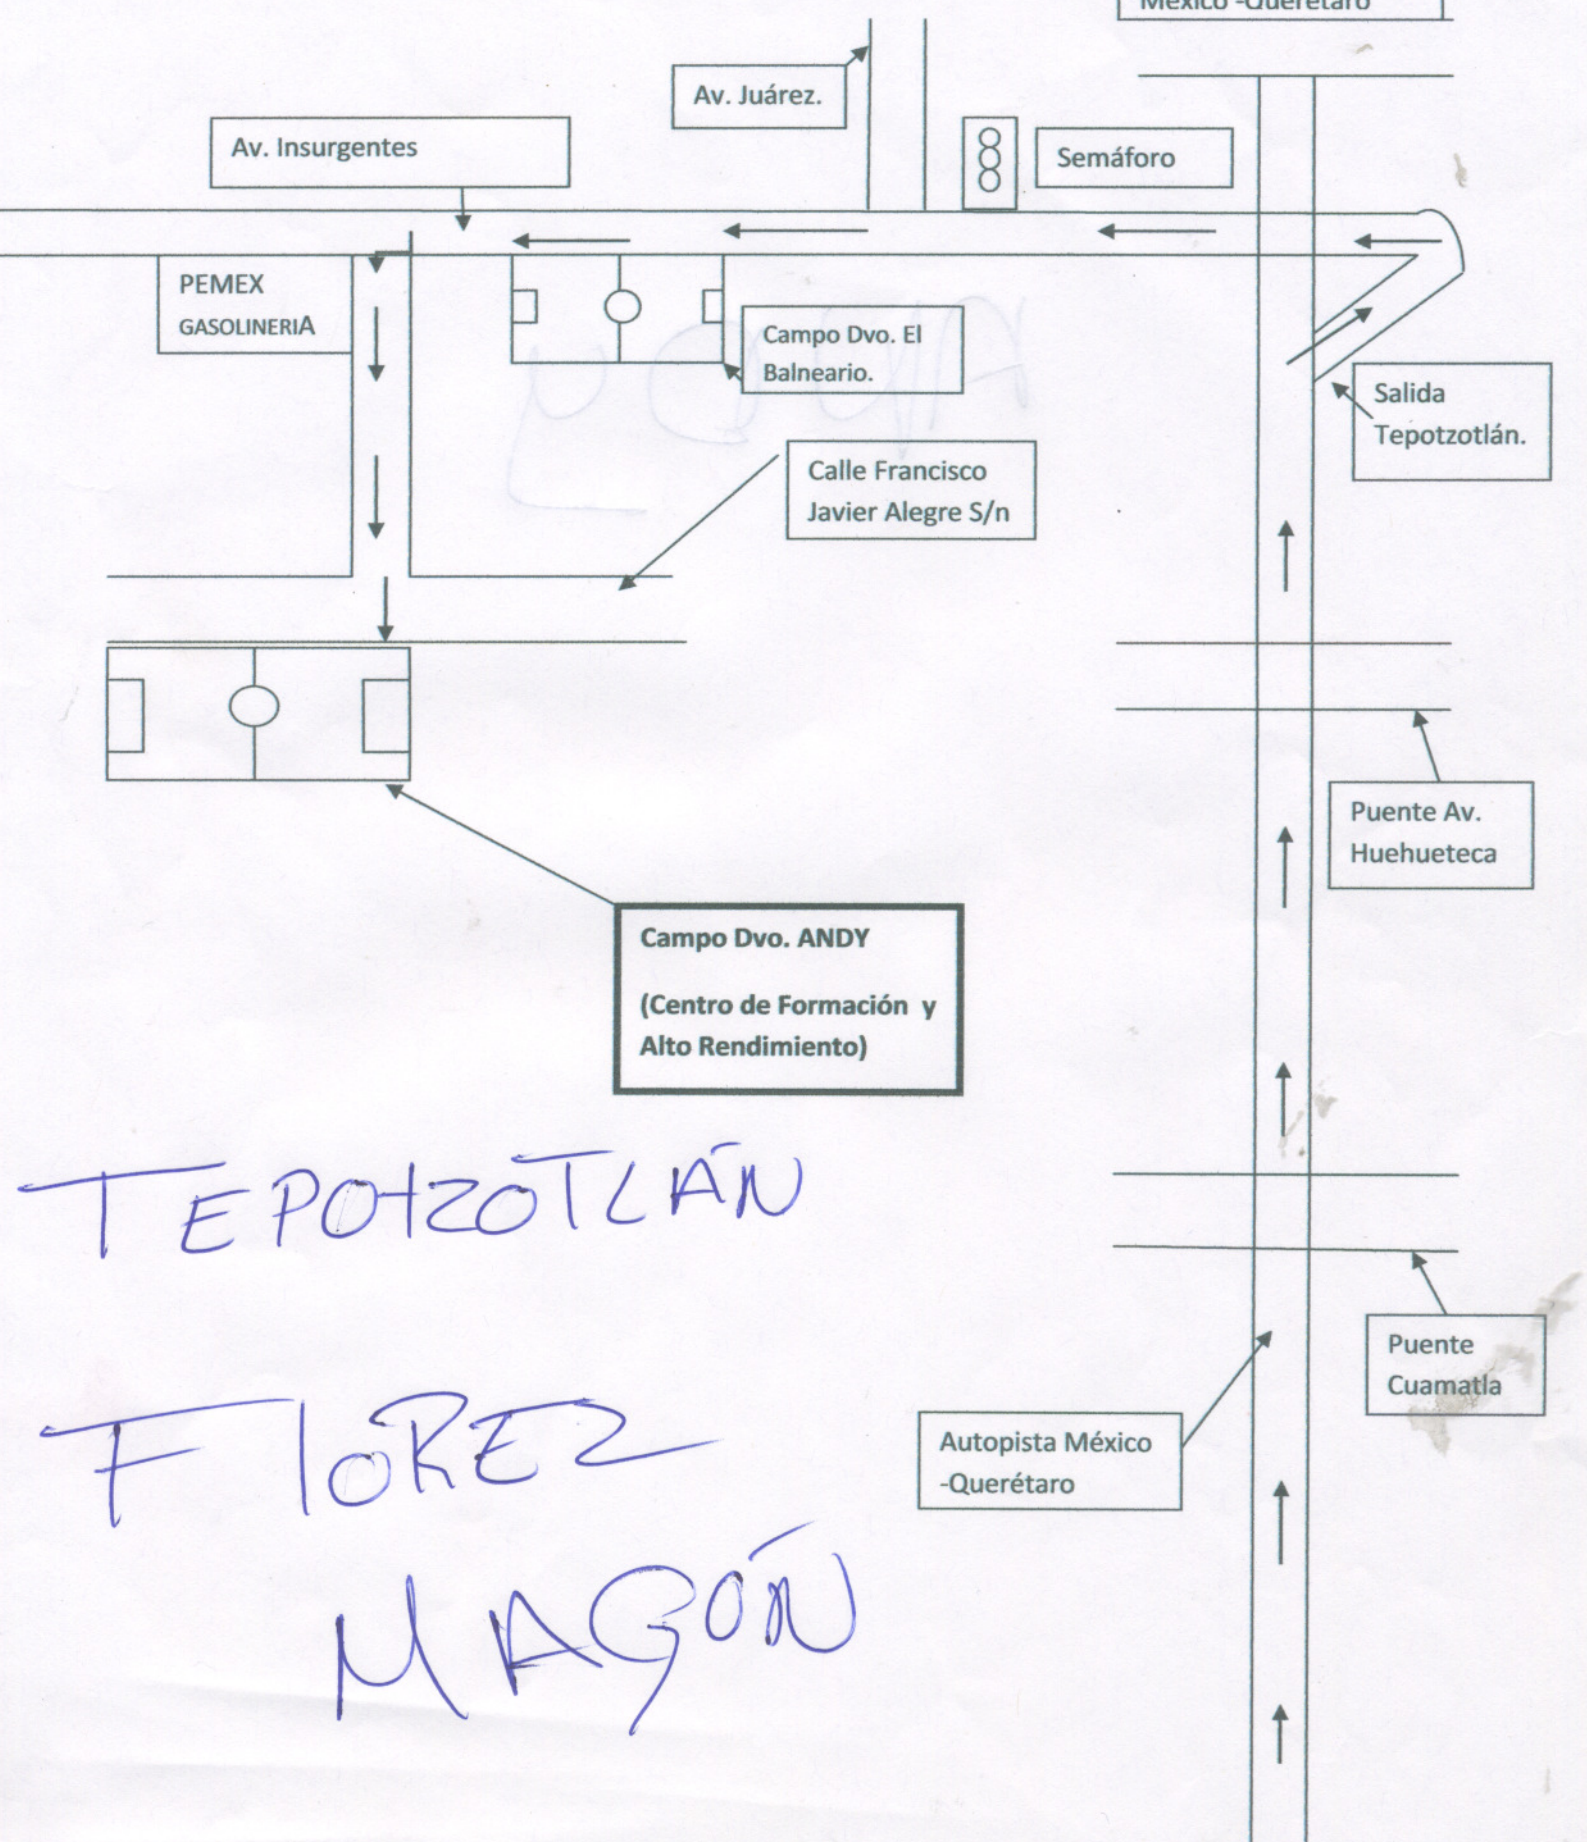 México -Querétaro
Av. Juárez.
Av. Insurgentes
Semáforo
PEMEX
GASOLINERIA
Campo Dvo. El
Balneario.
Salida
Tepotzotlán.
Calle Francisco
Javier Alegre S/n
Puente Av.
Huehueteca
Campo Dvo. ANDY
(Centro de Formación y
Alto Rendimiento)
TEPOtZOTLÁN
Puente
Cuamatla
FlOREZ
Autopista México
-Querétaro
MAGÓN